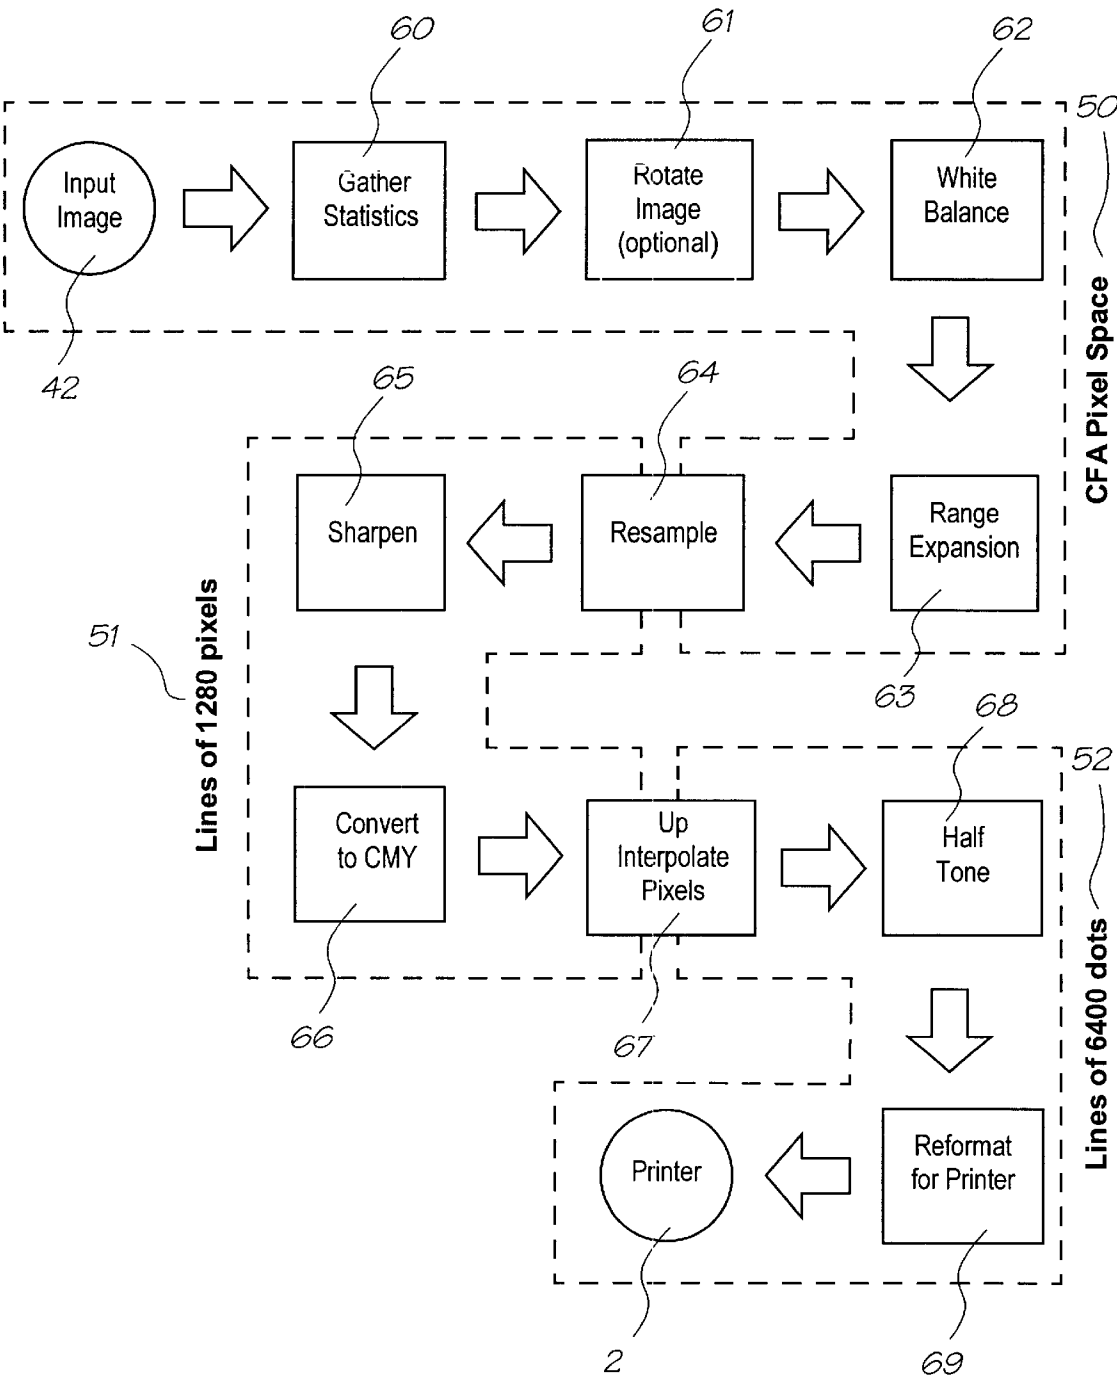 60
61
62
50
Input
Image
Gather
Statistics
Rotate
Image
(optional)
White
Balance
CFA Pixel Space
42
65
64
Sharpen
Resample
Range
Expansion
51
Lines of 1280 pixels
63
68
52
Convert
to CMY
Up
Interpolate
Pixels
Half
Tone
66
67
Lines of 6400 dots
Printer
Reformat
for Printer
2
69